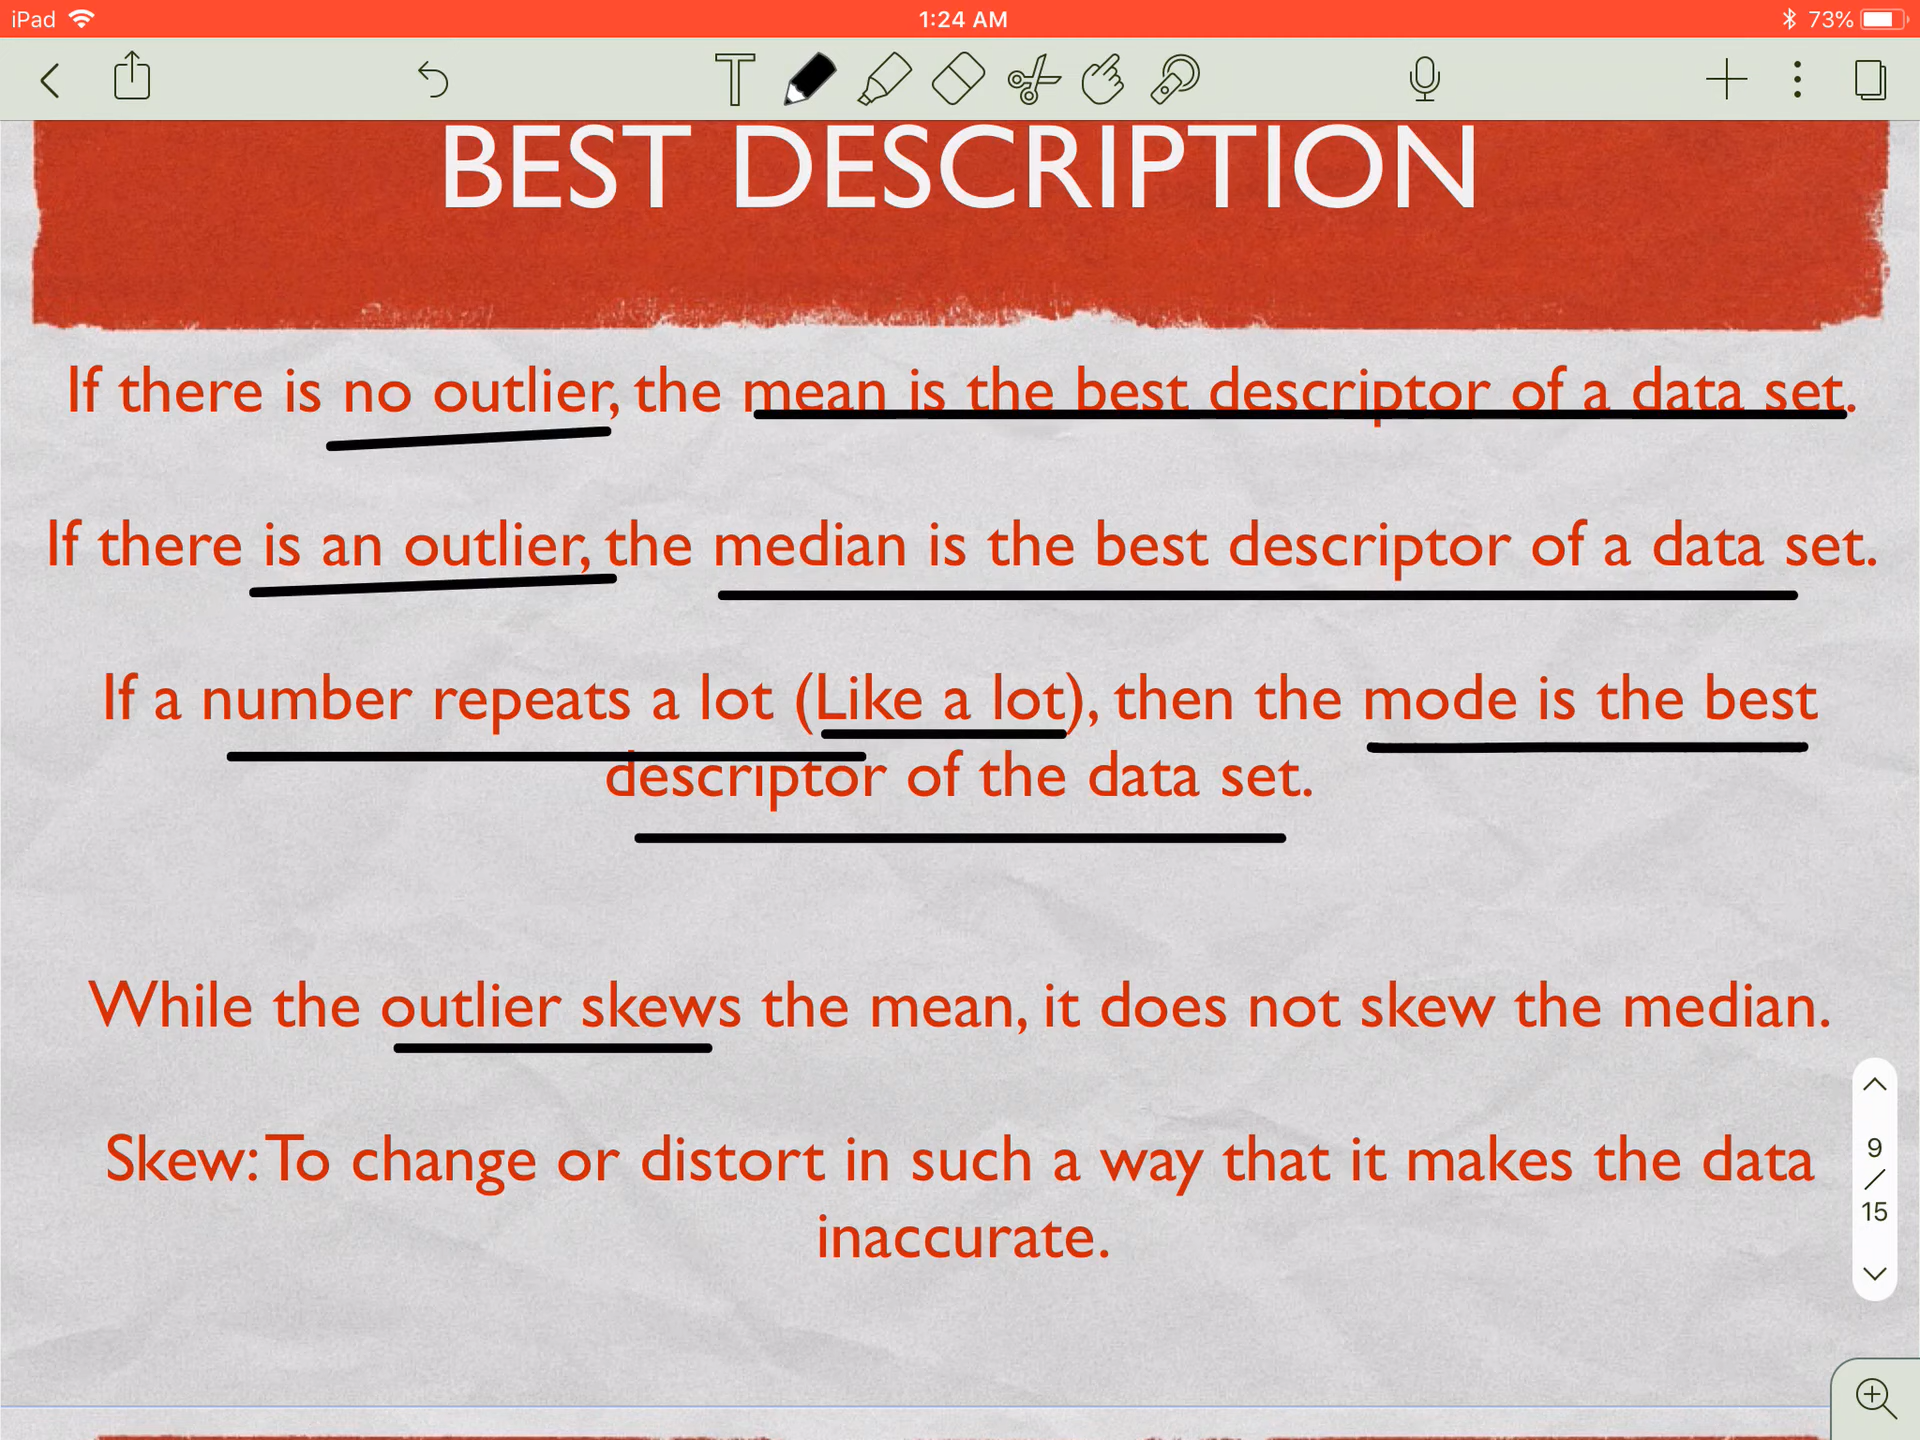 iPad 1:24 AM 73%
T
BEST DESCRIPTION
If there is no outlier, the mean is the best descriptor of a data set.
If there is an outlier, the median is the best descriptor of a data set.
If a number repeats a lot (Like a lot), then the mode is the best
descriptor of the data set.
While the outlier skews the mean, it does not skew the median.
Skew: To change or distort in such a way that it makes the data
inaccurate.
9
/
15